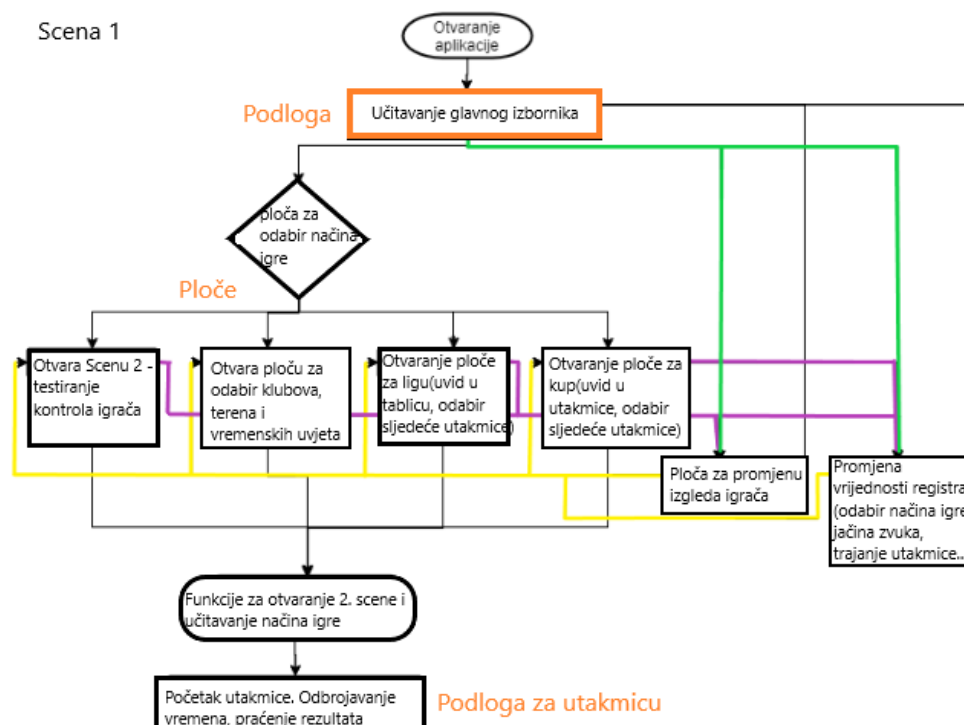 Scena 1
Otvaranje
aplikacije
Podloga
Učitavanje glavnog izbornika
ploča za
odabir načina
igre
Ploče
Otvara Scenu 2 -
testiranje
kontrola igrača
Otvara ploču za
odabir klubova,
terena i
vremenskih uvjeta
Otvaranje ploče
za ligu(uvid u
tablicu, odabir
sljedeće utakmice)
Otvaranje ploče za
kup(uvid u
utakmice, odabir
sljedeće utakmice)
Ploča za promjenu
izgleda igrača
Promjena
vrijednosti registra
(odabir načina igre
jačina zvuka,
trajanje utakmice..
Funkcije za otvaranje 2. scene i
učitavanje načina igre
Početak utakmice. Odbrojavanje
vremena, praćenje rezultata
Podloga za utakmicu